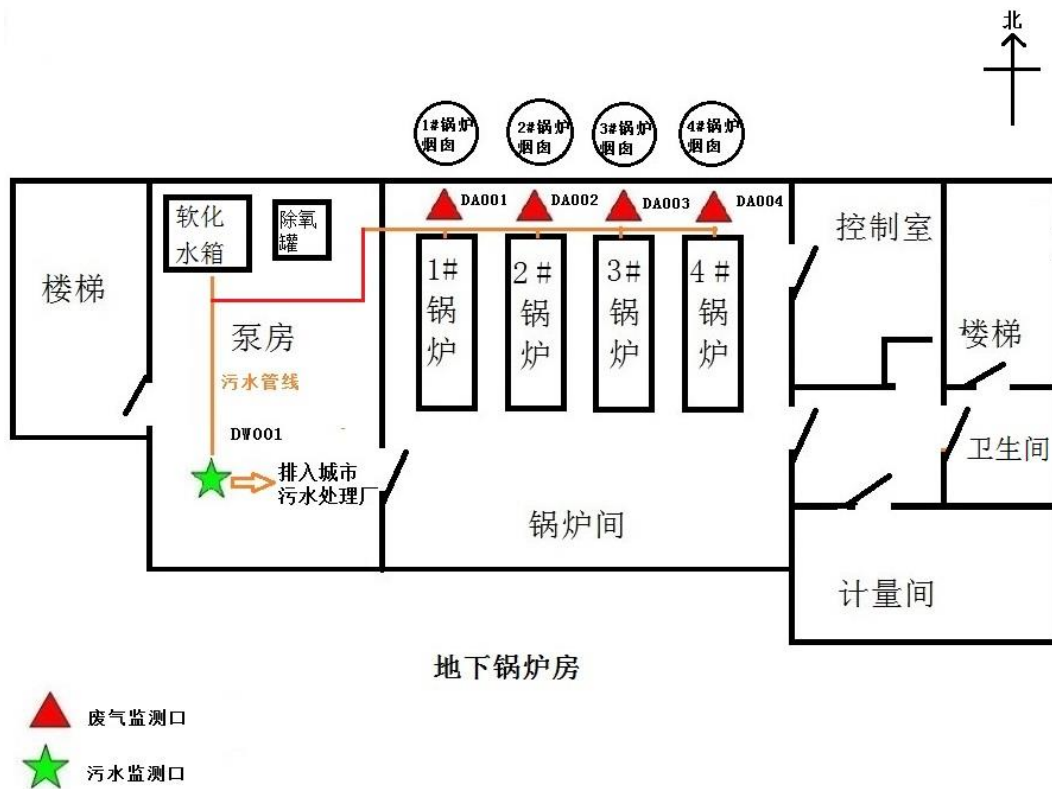 北
1#锅炉
烟囱
2#锅炉
烟囱
3#锅炉
烟囱
4#锅炉
烟囱
DA001
DA002
DA003
DA004
软化
水箱
除氧
罐
楼梯
泵房
污水管线
DW001
排入城市
污水处理厂
1#
锅
炉
2#
锅
炉
3#
锅
炉
4#
锅
炉
控制室
楼梯
卫生间
锅炉间
计量间
地下锅炉房
废气监测口
污水监测口